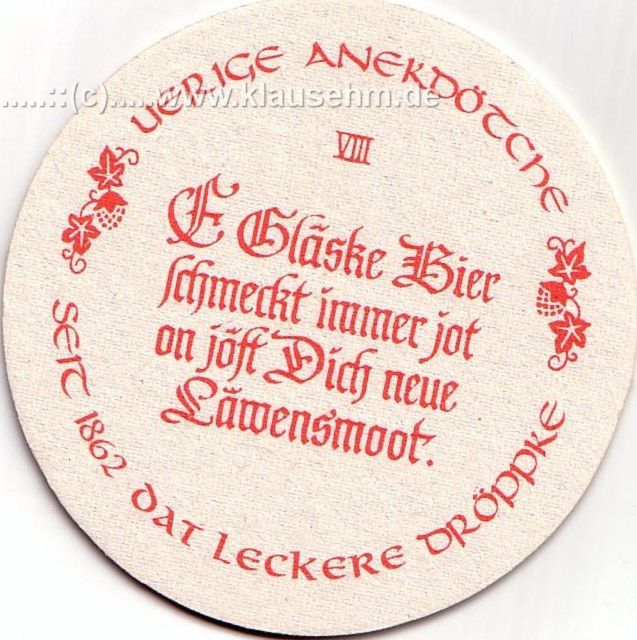 UERIGE ANEKDÖTCHE
.....::(c).....www.klausehm.de
VIII
E Gläske Bier
schmeckt immer jot
on jöft Dich neue
Läwensmoot.
SEIT 1862 DAT LECKERE DRÖPPKE